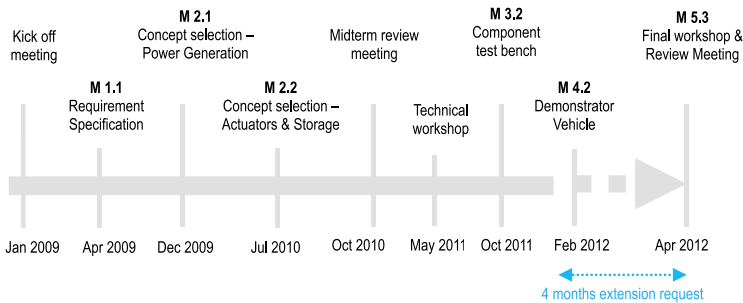 Kick off
meeting
M 2.1
Concept selection –
Power Generation
Midterm review
meeting
M 3.2
Component
test bench
M 5.3
Final workshop &
Review Meeting
M 1.1
Requirement
Specification
M 2.2
Concept selection –
Actuators & Storage
Technical
workshop
M 4.2
Demonstrator
Vehicle
Jan 2009
Apr 2009
Dec 2009
Jul 2010
Oct 2010
May 2011
Oct 2011
Feb 2012
Apr 2012
4 months extension request